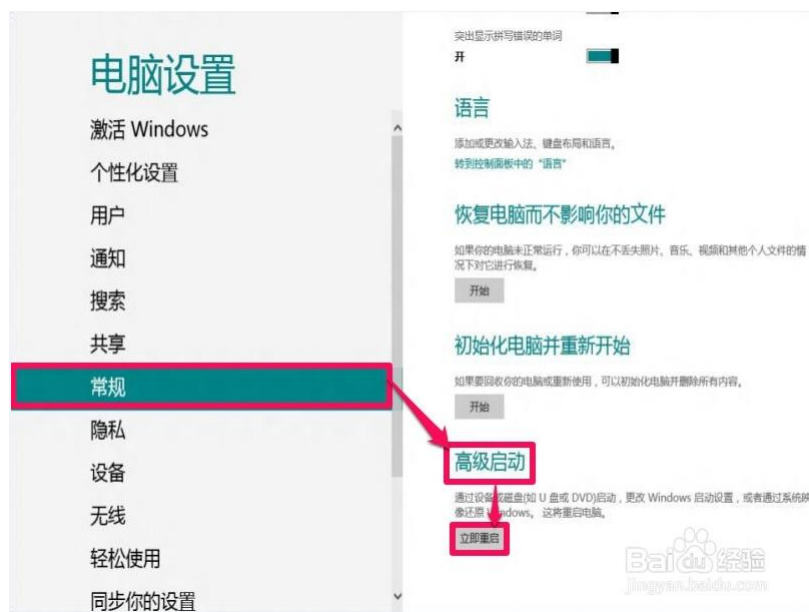 电脑设置
激活 Windows
个性化设置
用户
通知
搜索
共享
常规
隐私
设备
无线
轻松使用
同步你的设置
突出显示拼写错误的单词
开
语言
添加或更改输入法、键盘布局和语言。
转到控制面板中的“语言”
恢复电脑而不影响你的文件
如果你的电脑未正常运行，你可以在不丢失照片、音乐、视频和其他个人文件的情
况下对它进行恢复。
开始
初始化电脑并重新开始
如果要回收你的电脑或重新使用，可以初始化电脑并删除所有内容。
开始
高级启动
通过设备或磁盘(如 U 盘或 DVD)启动，更改 Windows 启动设置，或者通过系统映
像还原 Windows。 这将重启电脑。
立即重启
Baidu 经验
jingyan.baidu.com